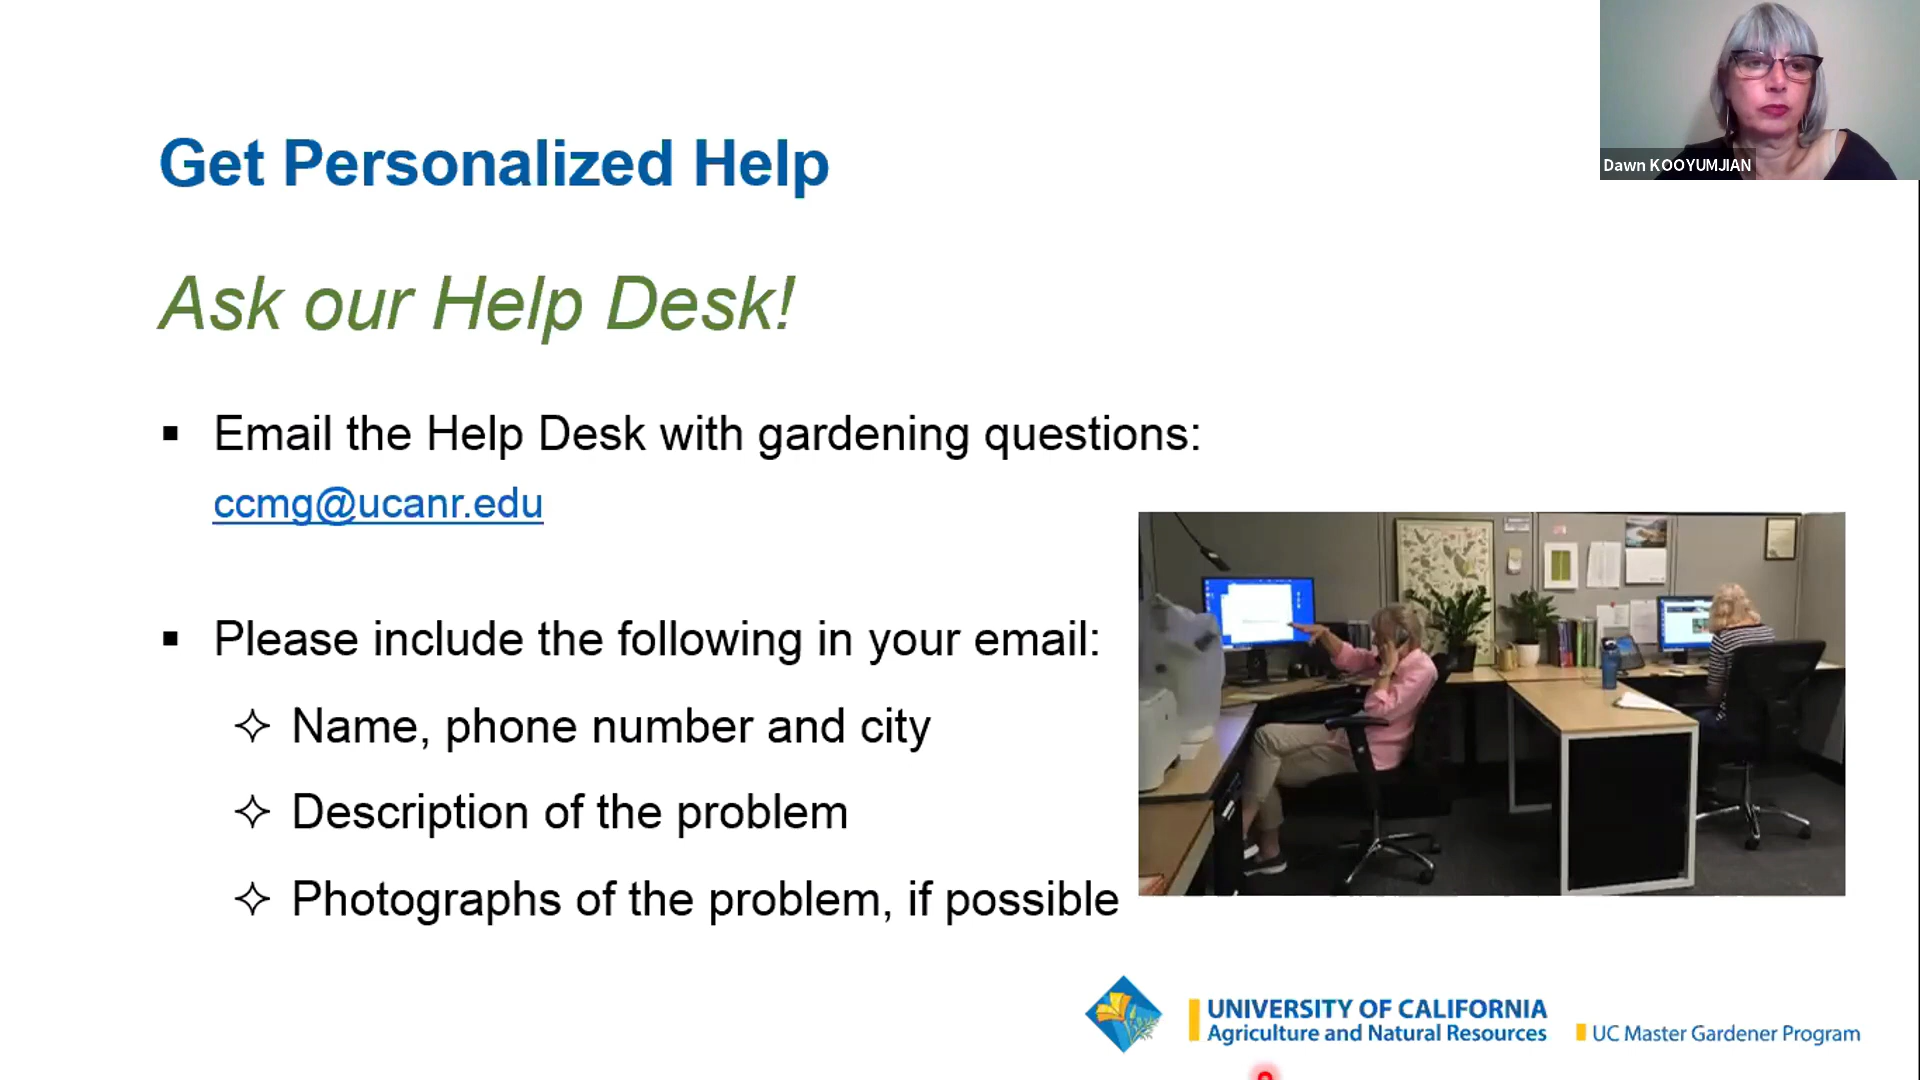 Get Personalized Help
Dawn KOOYUMJIAN
Ask our Help Desk!
▪ Email the Help Desk with gardening questions:
ccmg@ucanr.edu
▪ Please include the following in your email:
✧ Name, phone number and city
✧ Description of the problem
✧ Photographs of the problem, if possible
UNIVERSITY OF CALIFORNIA
Agriculture and Natural Resources
UC Master Gardener Program